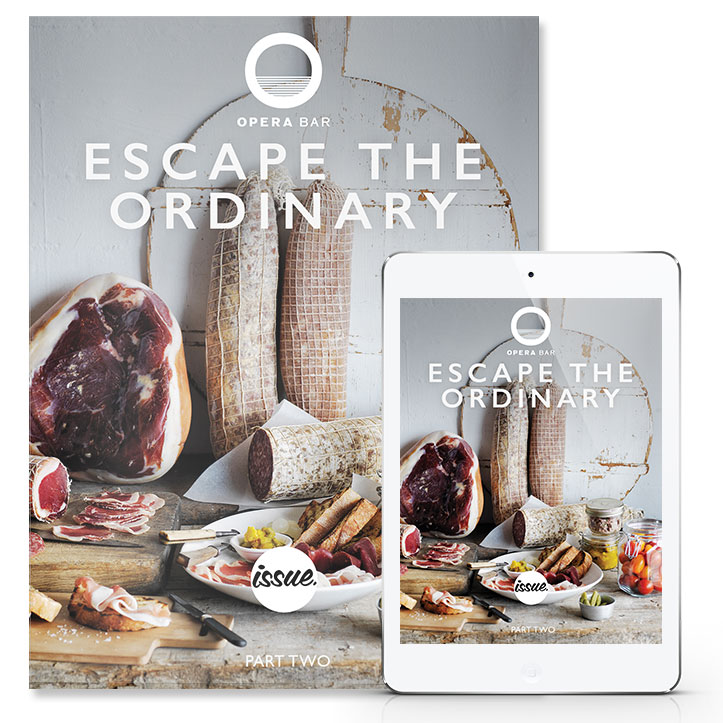 OPERA BAR
ESCAPE THE
ORDINARY
issue.
PART TWO
OPERA BAR
ESCAPE THE
ORDINARY
issue.
PART TWO